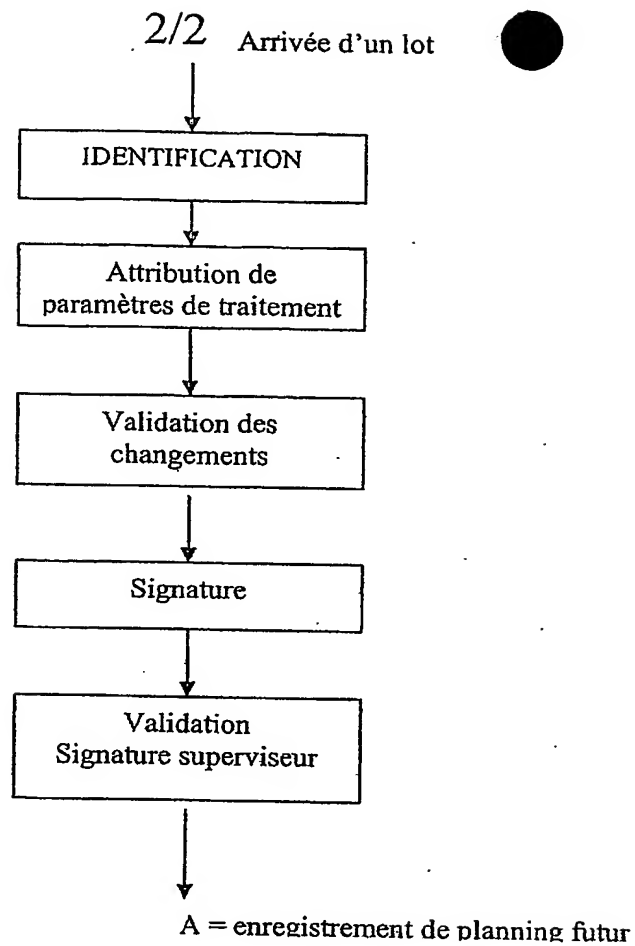 2/2 Arrivée d'un lot
IDENTIFICATION
Attribution de
paramètres de traitement
Validation des
changements
Signature
Validation
Signature superviseur
A = enregistrement de planning futur